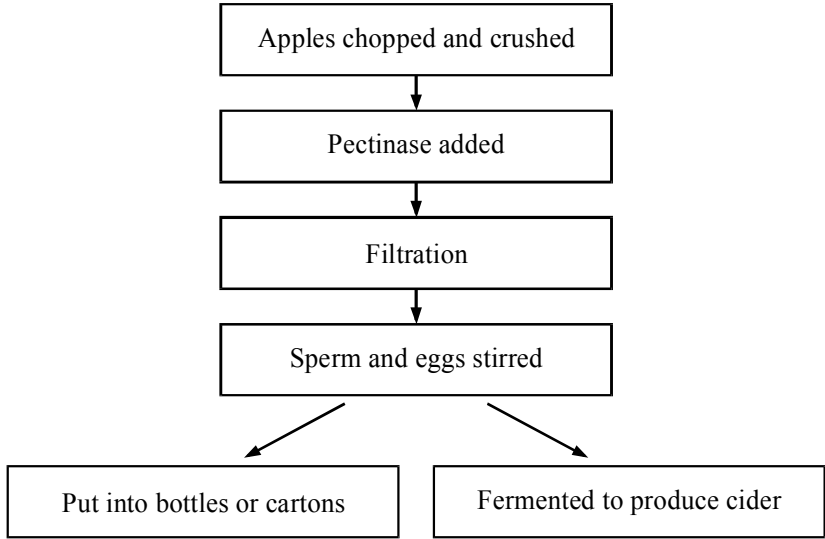 Apples chopped and crushed
Pectinase added
Filtration
Sperm and eggs stirred
Put into bottles or cartons
Fermented to produce cider